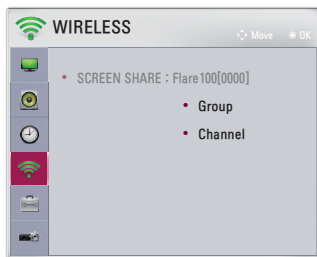 WIRELESS
Move OK
• SCREEN SHARE : Flare100[0000]
• Group
• Channel